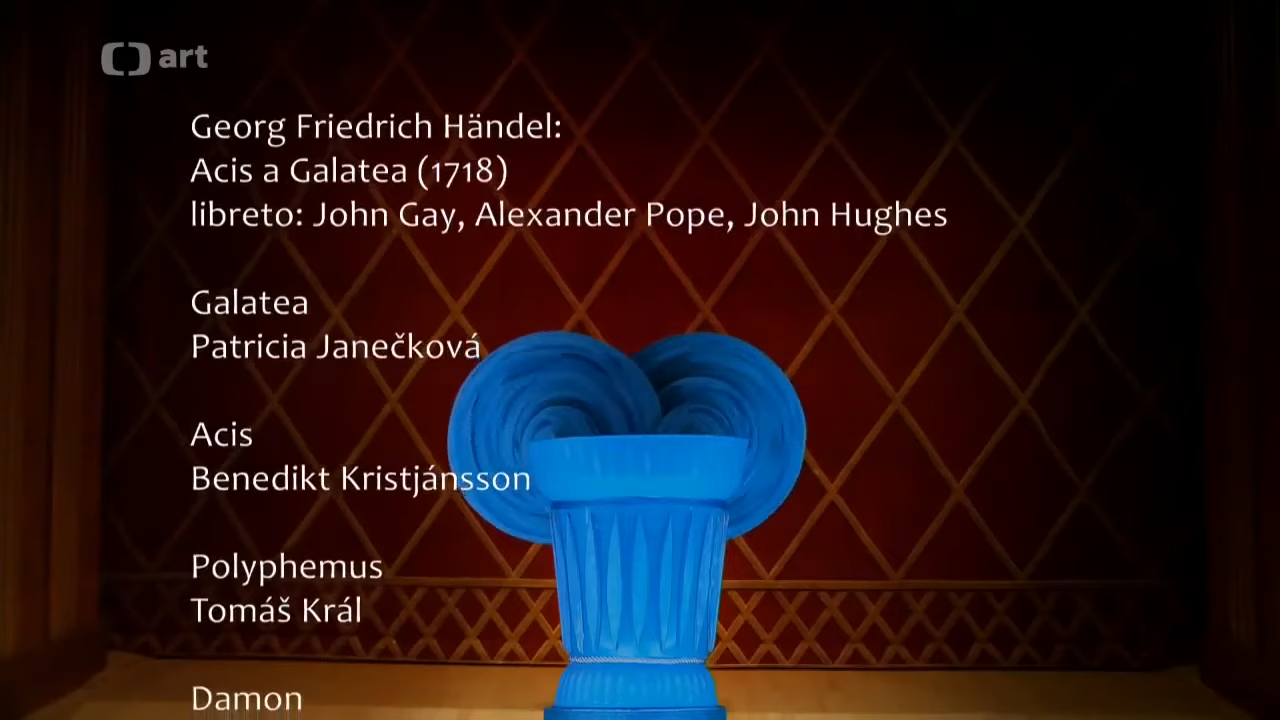 art
Georg Friedrich Händel:
Acis a Galatea (1718)
libreto: John Gay, Alexander Pope, John Hughes
Galatea
Patricia Janečková
Acis
Benedikt Kristjánsson
Polyphemus
Tomáš Král
Damon